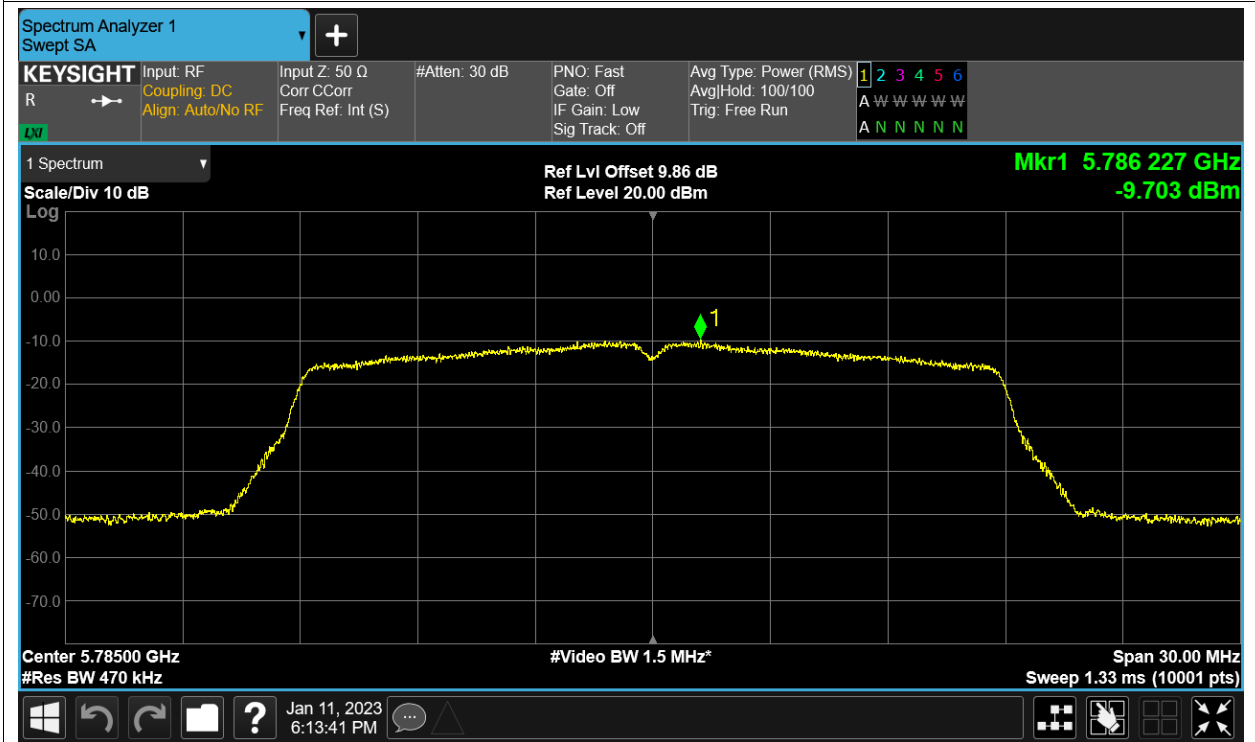 Spectrum Analyzer 1
Swept SA
▼
+
KEYSIGHT
R
LXI
Input: RF
Coupling: DC
Align: Auto/No RF
Input Z: 50 Ω
Corr CCorr
Freq Ref: Int (S)
#Atten: 30 dB
PNO: Fast
Gate: Off
IF Gain: Low
Sig Track: Off
Avg Type: Power (RMS)
Avg|Hold: 100/100
Trig: Free Run
1 2 3 4 5 6
A W W W W W
A N N N N N
1 Spectrum ▼
Scale/Div 10 dB
Log
Ref Lvl Offset 9.86 dB
Ref Level 20.00 dBm
Mkr1 5.786 227 GHz
-9.703 dBm
10.0
0.00
-10.0
-20.0
-30.0
-40.0
-50.0
-60.0
-70.0
1
Center 5.78500 GHz
#Res BW 470 kHz
#Video BW 1.5 MHz*
Span 30.00 MHz
Sweep 1.33 ms (10001 pts)
?
Jan 11, 2023
6:13:41 PM